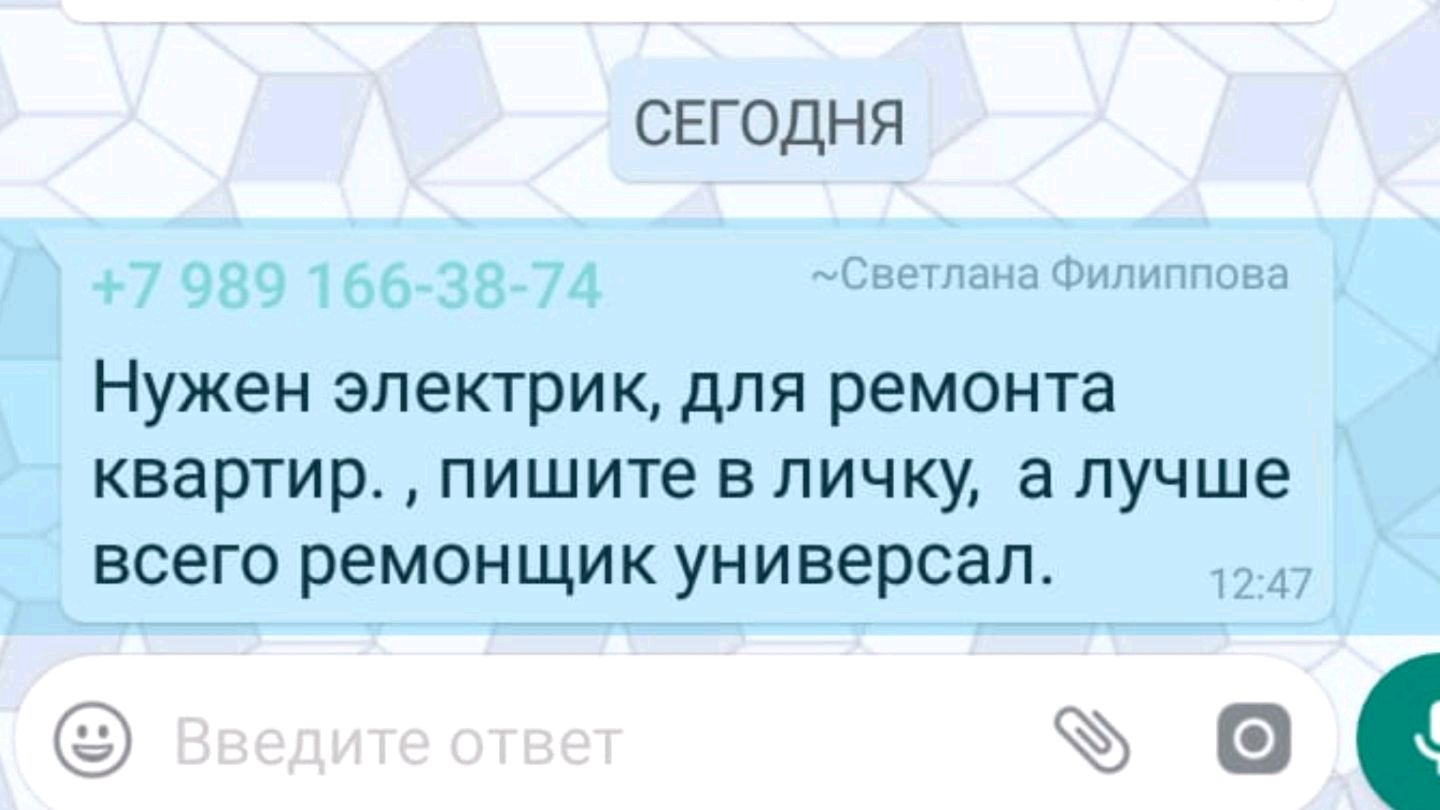 СЕГОДНЯ
+7 989 166-38-74 ~Светлана Филиппова
Нужен электрик, для ремонта
квартир. , пишите в личку,  а лучше
всего ремонщик универсал.
12:47
Введите ответ